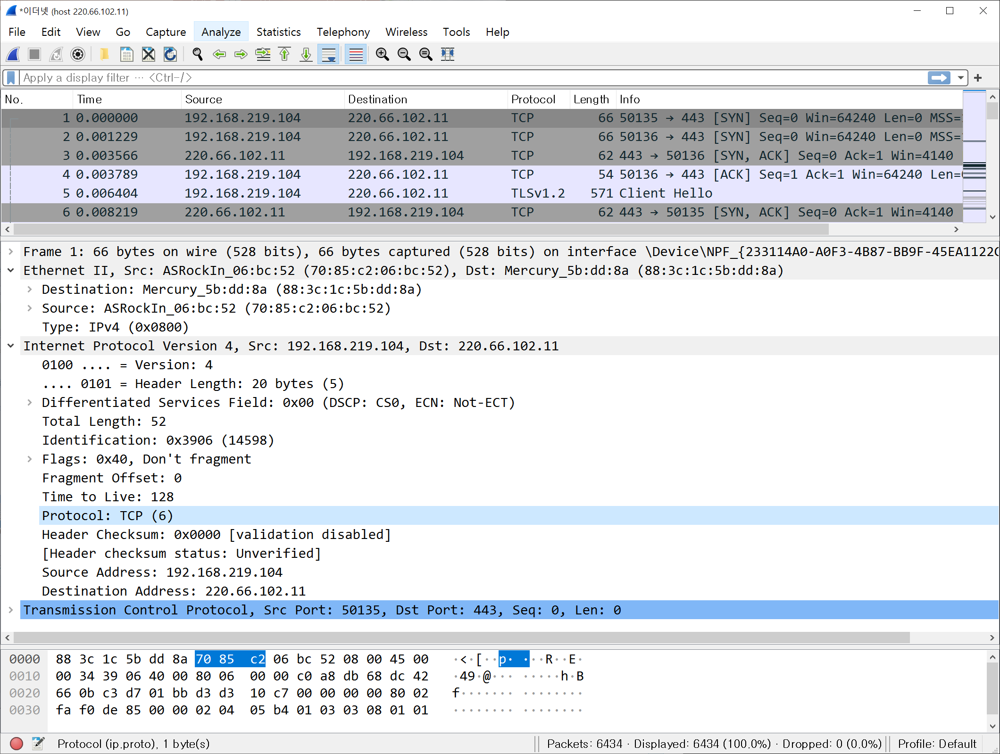 *이더넷 (host 220.66.102.11)
File Edit View Go Capture Analyze Statistics Telephony Wireless Tools Help
Apply a display filter ⋯ <Ctrl-/>
No. Time Source Destination Protocol Length Info
1 0.000000 192.168.219.104 220.66.102.11 TCP 66 50135 → 443 [SYN] Seq=0 Win=64240 Len=0 MSS=
2 0.001229 192.168.219.104 220.66.102.11 TCP 66 50136 → 443 [SYN] Seq=0 Win=64240 Len=0 MSS=
3 0.003566 220.66.102.11 192.168.219.104 TCP 62 443 → 50136 [SYN, ACK] Seq=0 Ack=1 Win=4140
4 0.003789 192.168.219.104 220.66.102.11 TCP 54 50136 → 443 [ACK] Seq=1 Ack=1 Win=64240 Len=
5 0.006404 192.168.219.104 220.66.102.11 TLSv1.2 571 Client Hello
6 0.008219 220.66.102.11 192.168.219.104 TCP 62 443 → 50135 [SYN, ACK] Seq=0 Ack=1 Win=4140
Frame 1: 66 bytes on wire (528 bits), 66 bytes captured (528 bits) on interface \Device\NPF_{233114A0-A0F3-4B87-BB9F-45EA1122
Ethernet II, Src: ASRockIn_06:bc:52 (70:85:c2:06:bc:52), Dst: Mercury_5b:dd:8a (88:3c:1c:5b:dd:8a)
Destination: Mercury_5b:dd:8a (88:3c:1c:5b:dd:8a)
Source: ASRockIn_06:bc:52 (70:85:c2:06:bc:52)
Type: IPv4 (0x0800)
Internet Protocol Version 4, Src: 192.168.219.104, Dst: 220.66.102.11
0100 .... = Version: 4
.... 0101 = Header Length: 20 bytes (5)
Differentiated Services Field: 0x00 (DSCP: CS0, ECN: Not-ECT)
Total Length: 52
Identification: 0x3906 (14598)
Flags: 0x40, Don't fragment
Fragment Offset: 0
Time to Live: 128
Protocol: TCP (6)
Header Checksum: 0x0000 [validation disabled]
[Header checksum status: Unverified]
Source Address: 192.168.219.104
Destination Address: 220.66.102.11
Transmission Control Protocol, Src Port: 50135, Dst Port: 443, Seq: 0, Len: 0
0000 88 3c 1c 5b dd 8a 70 85 c2 06 bc 52 08 00 45 00 ·<·[··p· ···R··E·
0010 00 34 39 06 40 00 80 06 00 00 c0 a8 db 68 dc 42 ·49·@··· ·····h·B
0020 66 0b c3 d7 01 bb d3 d3 10 c7 00 00 00 00 80 02 f······· ········
0030 fa f0 de 85 00 00 02 04 05 b4 01 03 03 08 01 01 ········ ········
Protocol (ip.proto), 1 byte(s) Packets: 6434 · Displayed: 6434 (100.0%) · Dropped: 0 (0.0%) Profile: Default